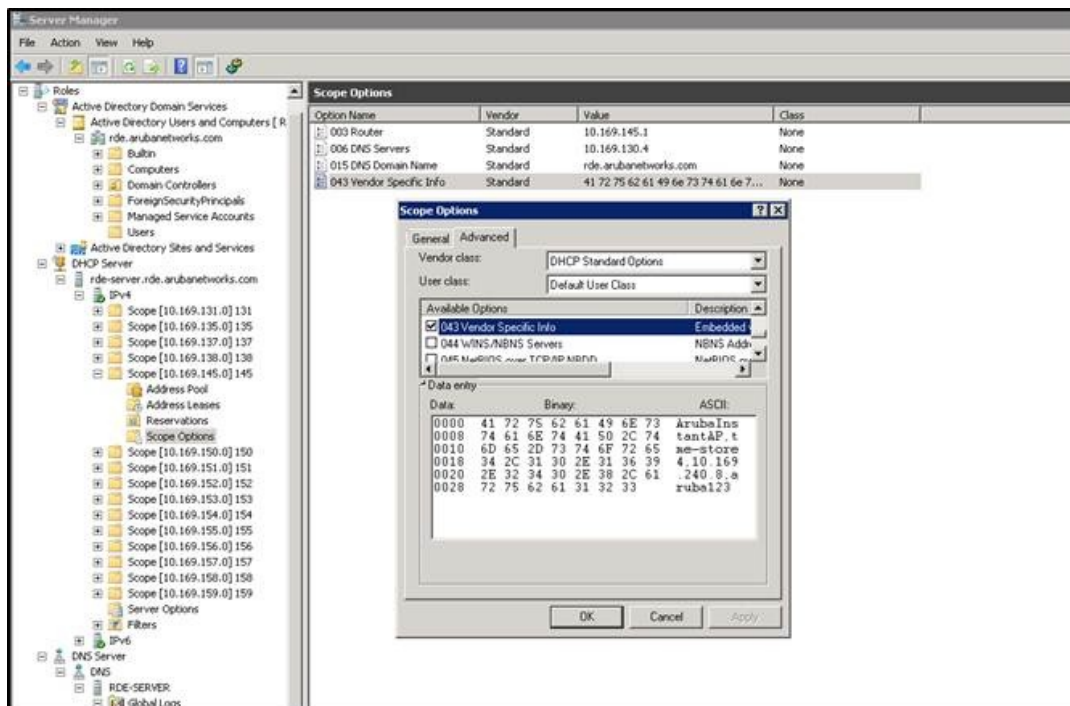 Server Manager
File Action View Help
Roles
Active Directory Domain Services
Active Directory Users and Computers [ R
rde.arubanetworks.com
Builtin
Computers
Domain Controllers
ForeignSecurityPrincipals
Managed Service Accounts
Users
Active Directory Sites and Services
DHCP Server
rde-server.rde.arubanetworks.com
IPv4
Scope [10.169.131.0] 131
Scope [10.169.135.0] 135
Scope [10.169.137.0] 137
Scope [10.169.138.0] 138
Scope [10.169.145.0] 145
Address Pool
Address Leases
Reservations
Scope Options
Scope [10.169.150.0] 150
Scope [10.169.151.0] 151
Scope [10.169.152.0] 152
Scope [10.169.153.0] 153
Scope [10.169.154.0] 154
Scope [10.169.155.0] 155
Scope [10.169.156.0] 156
Scope [10.169.157.0] 157
Scope [10.169.158.0] 158
Scope [10.169.159.0] 159
Server Options
Filters
IPv6
DNS Server
DNS
RDE-SERVER
Global Logs
Scope Options
Option Name Vendor Value Class
003 Router Standard 10.169.145.1 None
006 DNS Servers Standard 10.169.130.4 None
015 DNS Domain Name Standard rde.arubanetworks.com None
043 Vendor Specific Info Standard 41 72 75 62 61 49 6e 73 74 61 6e 7... None
Scope Options
General Advanced
Vendor class: DHCP Standard Options
User class: Default User Class
Available Options Description
043 Vendor Specific Info Embedded
044 WINS/NBNS Servers NBNS Addr
045 NetBIOS over TCP/IP NBDD NetBIOS
Data entry
Data: Binary: ASCII:
0000 41 72 75 62 61 49 6E 73 ArubaIns
0008 74 61 6E 74 41 50 2C 74 tantAP,t
0010 6D 65 2D 73 74 6F 72 65 me-store
0018 34 2C 31 30 2E 31 36 39 4,10.169
0020 2E 32 34 30 2E 38 2C 61 .240.8,a
0028 72 75 62 61 31 32 33 ruba123
OK Cancel Apply